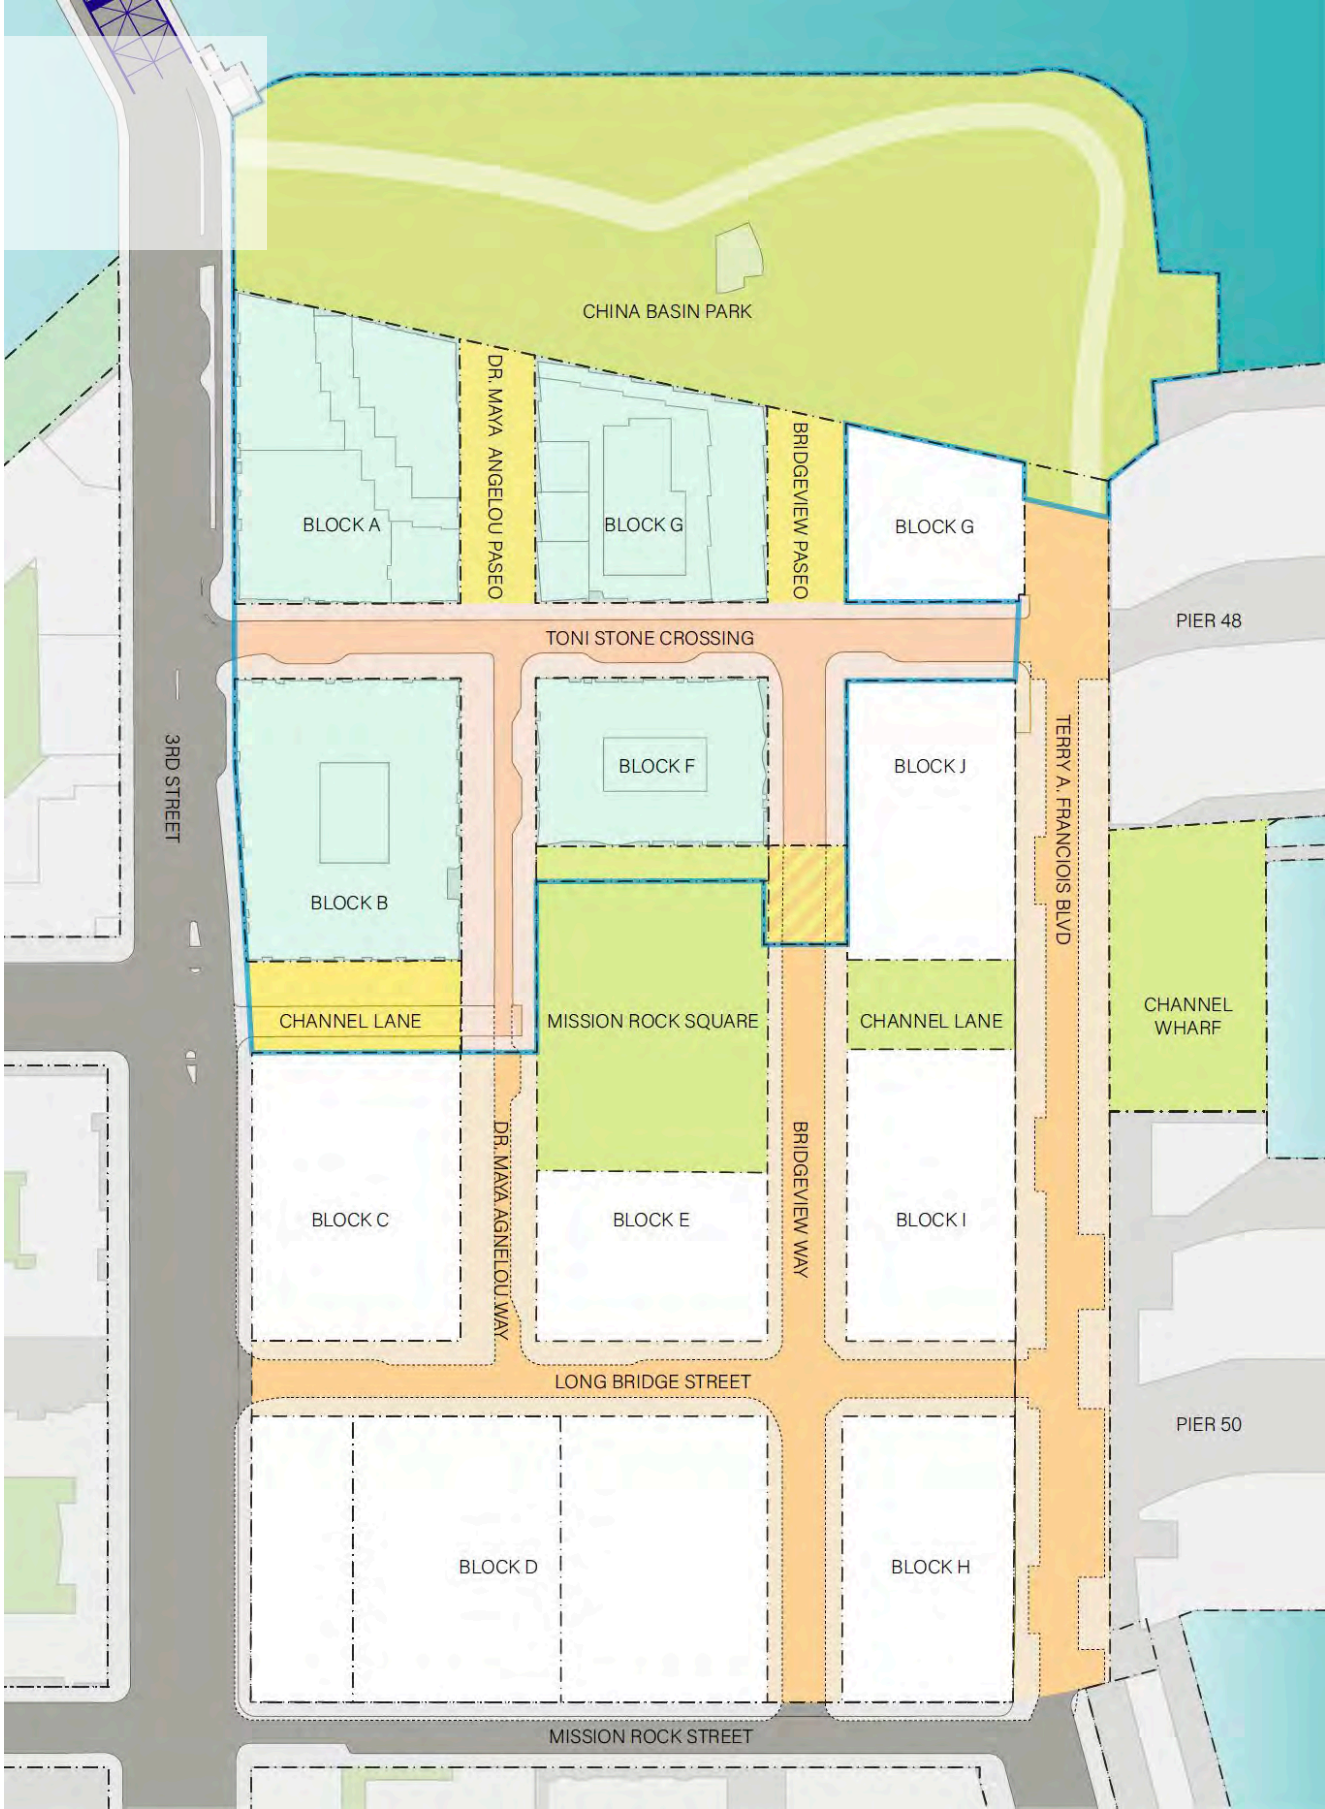 CHINA BASIN PARK
DR. MAYA ANGELOU PASEO
BRIDGEVIEW PASEO
BLOCK A
BLOCK G
BLOCK G
PIER 48
TONI STONE CROSSING
3RD STREET
BLOCK F
BLOCK J
TERRY A. FRANCIOIS BLVD
BLOCK B
CHANNEL LANE
MISSION ROCK SQUARE
CHANNEL LANE
CHANNEL
WHARF
DR. MAYA AGNELOU WAY
BRIDGEVIEW WAY
BLOCK C
BLOCK E
BLOCK I
LONG BRIDGE STREET
PIER 50
BLOCK D
BLOCK H
MISSION ROCK STREET